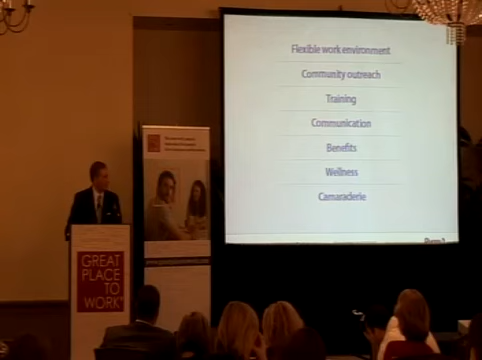 Flexible work environment
Community outreach
Training
Communication
Benefits
Wellness
Camaraderie
GREAT
PLACE
TO
WORK